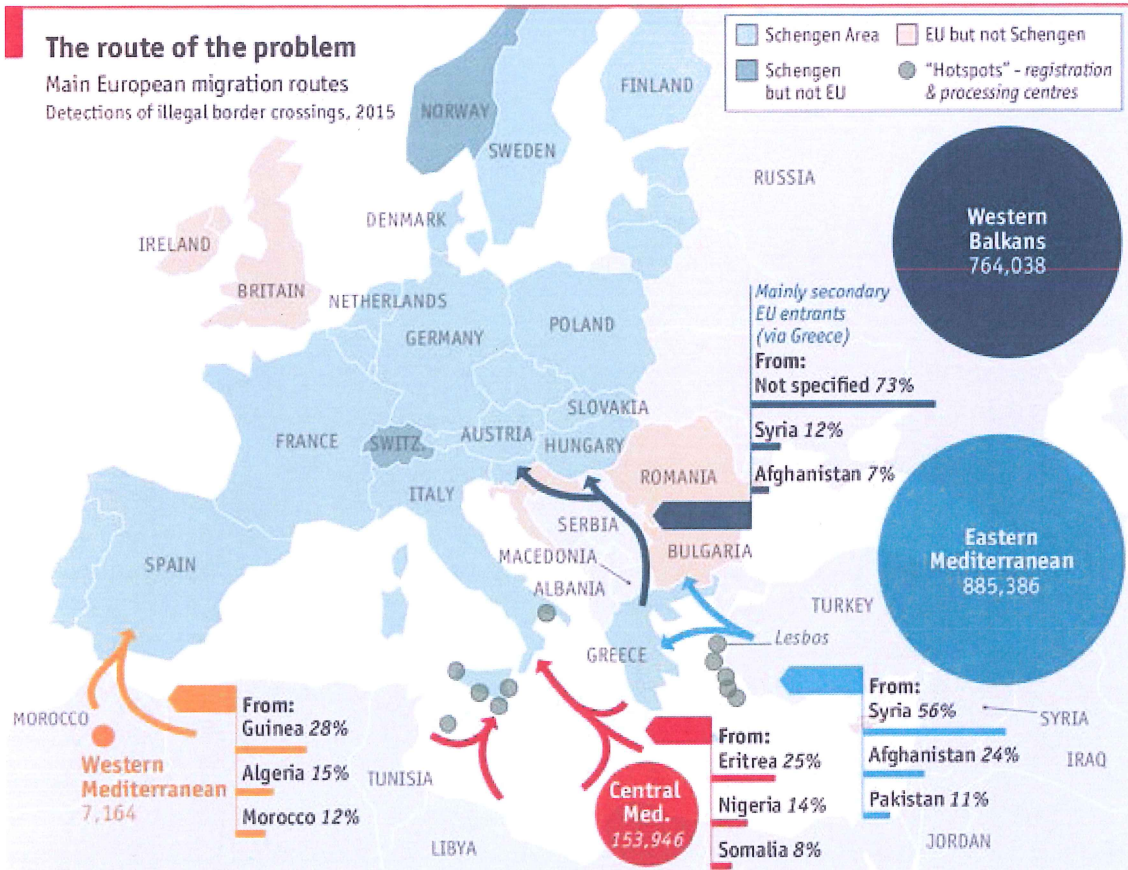 The route of the problem
Main European migration routes
Detections of illegal border crossings, 2015
Schengen Area
EU but not Schengen
Schengen
but not EU
"Hotspots" - registration
& processing centres
NORWAY
FINLAND
SWEDEN
RUSSIA
DENMARK
IRELAND
BRITAIN
NETHERLANDS
GERMANY
POLAND
Western
Balkans
764,038
Mainly secondary
EU entrants
(via Greece)
From:
Not specified 73%
Syria 12%
Afghanistan 7%
SLOVAKIA
FRANCE
SWITZ.
AUSTRIA
HUNGARY
ROMANIA
ITALY
SERBIA
BULGARIA
MACEDONIA
ALBANIA
SPAIN
Eastern
Mediterranean
885,386
TURKEY
Lesbos
GREECE
From:
Syria 56%
Afghanistan 24%
Pakistan 11%
SYRIA
IRAQ
JORDAN
MOROCCO
Western
Mediterranean
7,164
From:
Guinea 28%
Algeria 15%
Morocco 12%
TUNISIA
LIBYA
Central
Med.
153,946
From:
Eritrea 25%
Nigeria 14%
Somalia 8%